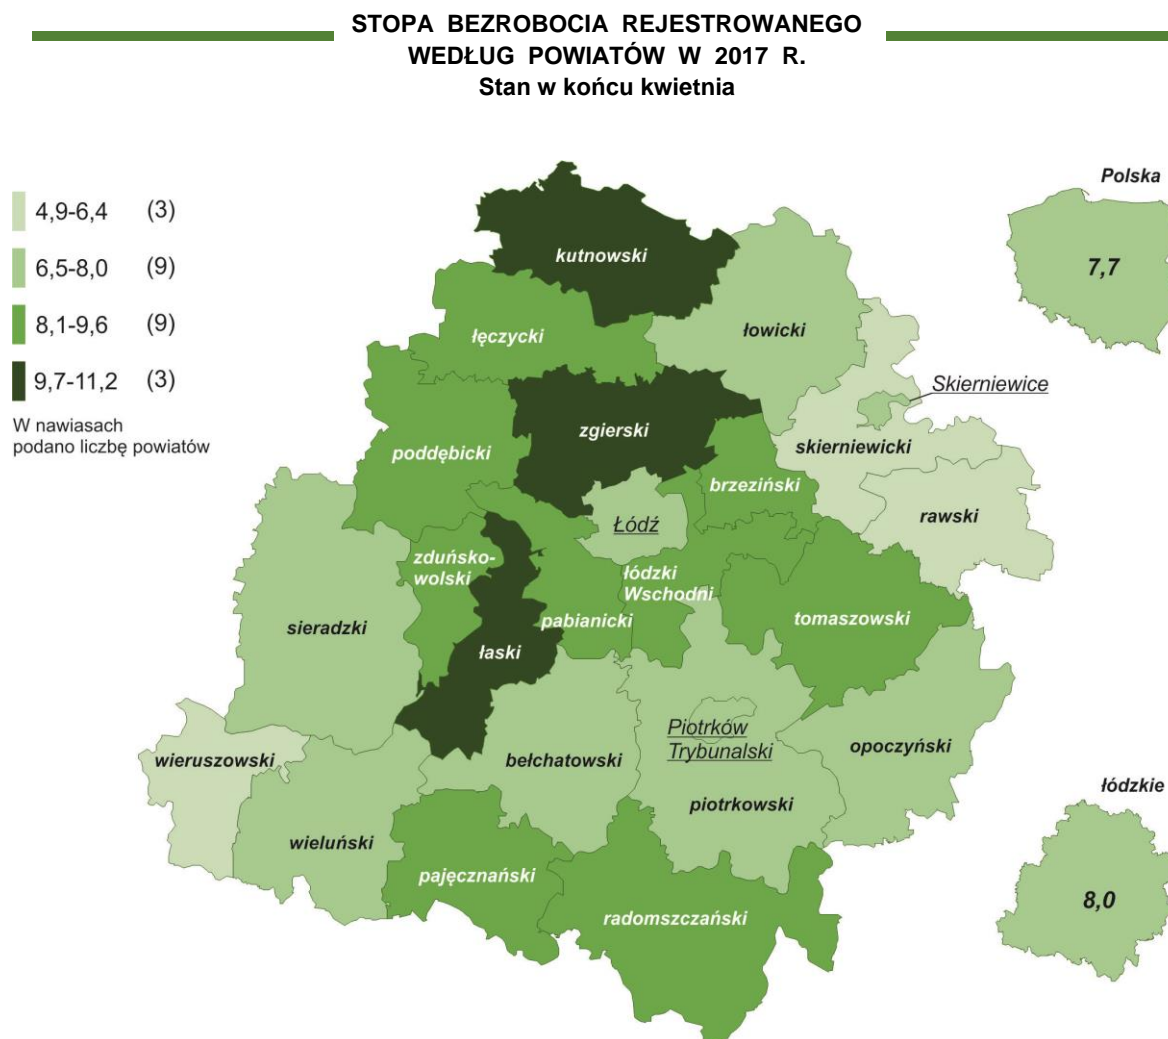 STOPA BEZROBOCIA REJESTROWANEGO
WEDŁUG POWIATÓW W 2017 R.
Stan w końcu kwietnia
4,9-6,4 (3)
6,5-8,0 (9)
8,1-9,6 (9)
9,7-11,2 (3)
W nawiasach
podano liczbę powiatów
Polska
7,7
kutnowski
łęczycki
łowicki
Skierniewice
zgierski
skierniewicki
poddębicki
brzeziński
rawski
Łódź
zduńsko-
wolski
łódzki
Wschodni
sieradzki
pabianicki
tomaszowski
łaski
Piotrków
Trybunalski
opoczyński
wieruszowski
bełchatowski
piotrkowski
wieluński
pajęcznański
radomszczański
łódzkie
8,0